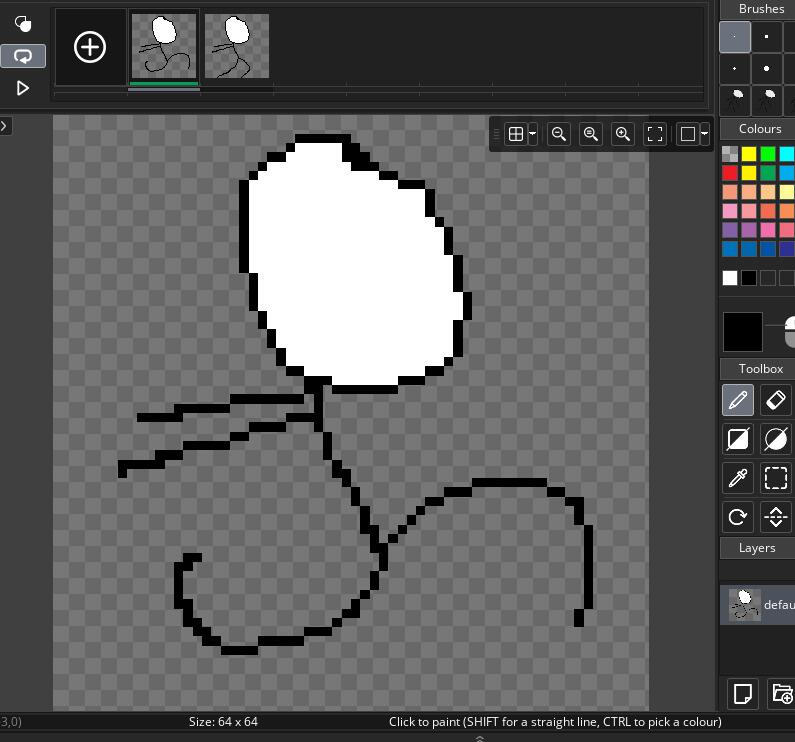 Brushes
Colours
Toolbox
Layers
defau
3,0)
Size: 64 x 64
Click to paint (SHIFT for a straight line, CTRL to pick a colour)